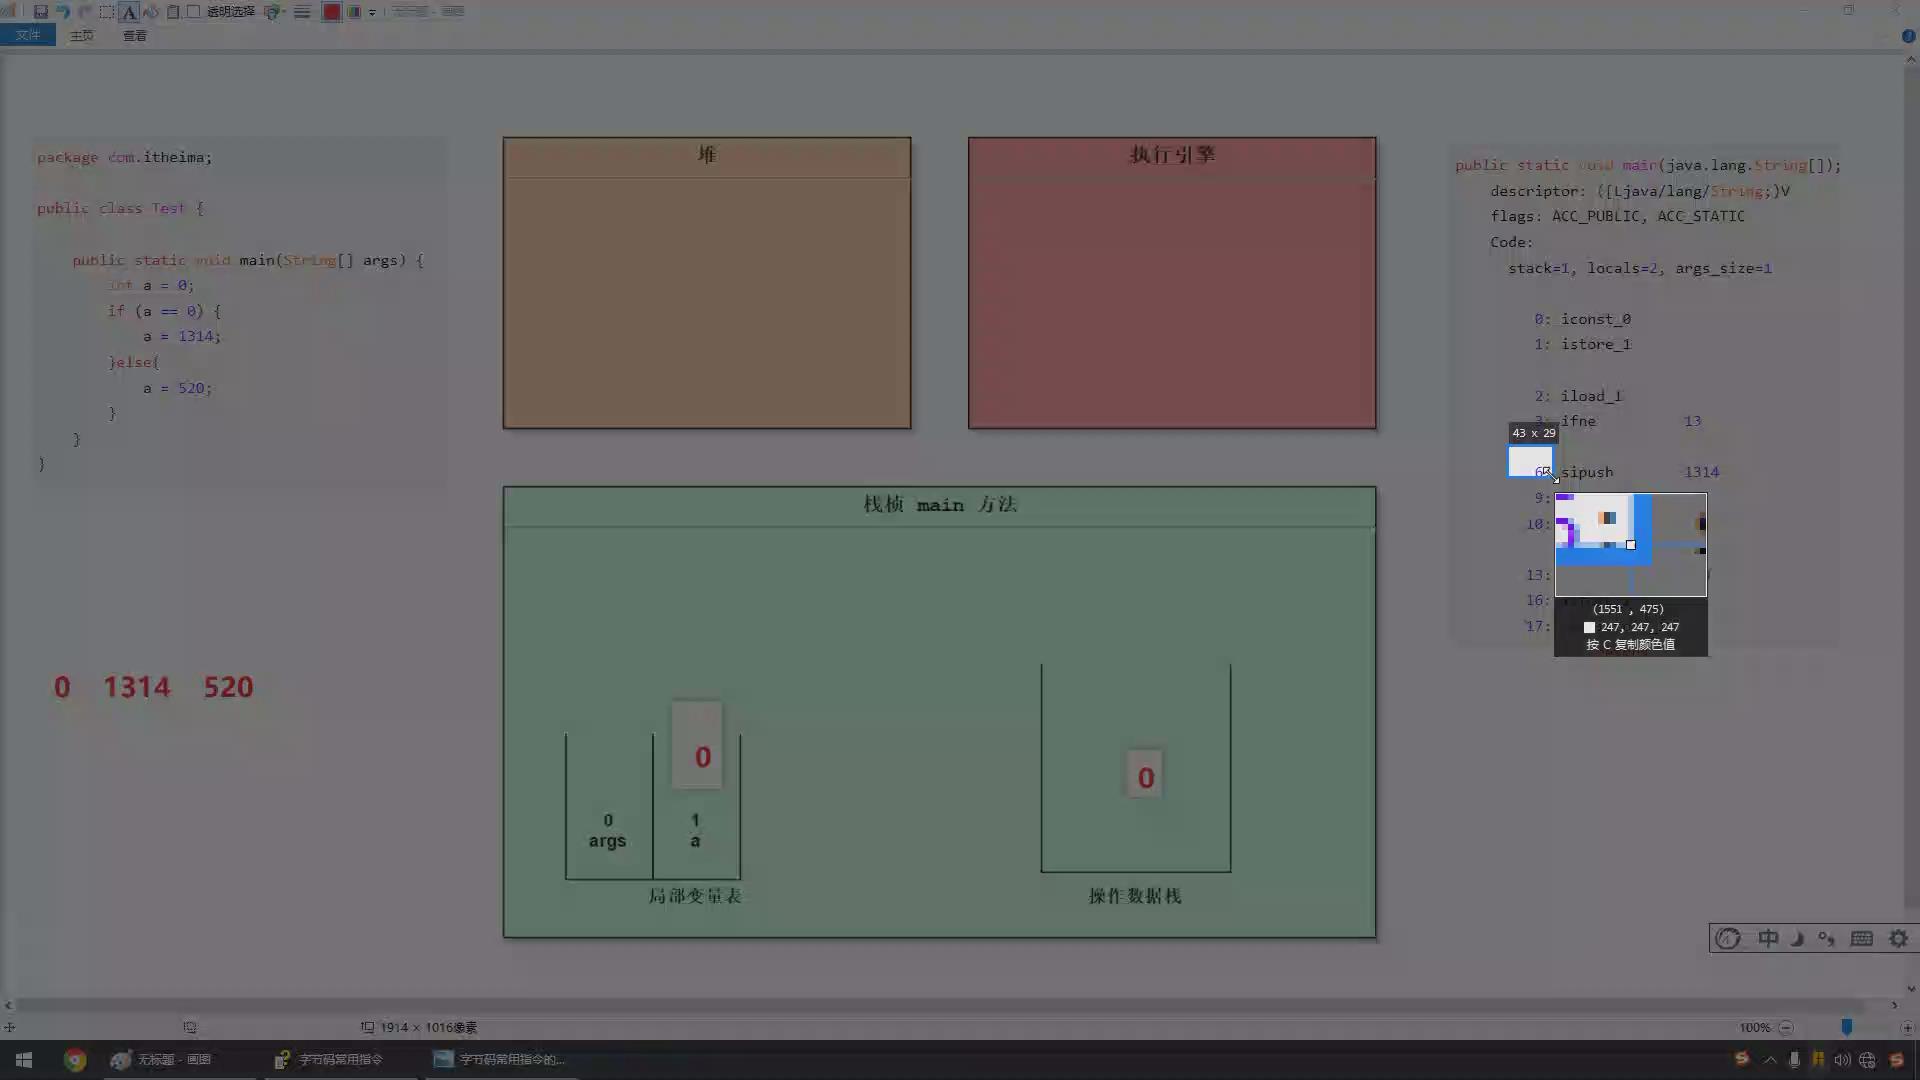 透明选择
文件 主页 查看
package com.itheima;
public class Test {
public static void main(String[] args) {
int a = 0;
if (a == 0) {
a = 1314;
}else{
a = 520;
}
}
}
0 1314 520
堆
执行引擎
栈桢 main 方法
0
0
0
args
1
a
局部变量表
操作数据栈
public static void main(java.lang.String[]);
descriptor: ([Ljava/lang/String;)V
flags: ACC_PUBLIC, ACC_STATIC
Code:
stack=1, locals=2, args_size=1
0: iconst_0
1: istore_1
2: iload_1
3: ifne 13
43 x 29
6: sipush 1314
9:
10:
13:
16:
17:
(1551 , 475)
247, 247, 247
按 C 复制颜色值
中
1914 × 1016像素
100%
无标题 - 画图
字节码常用指令
字节码常用指令的...